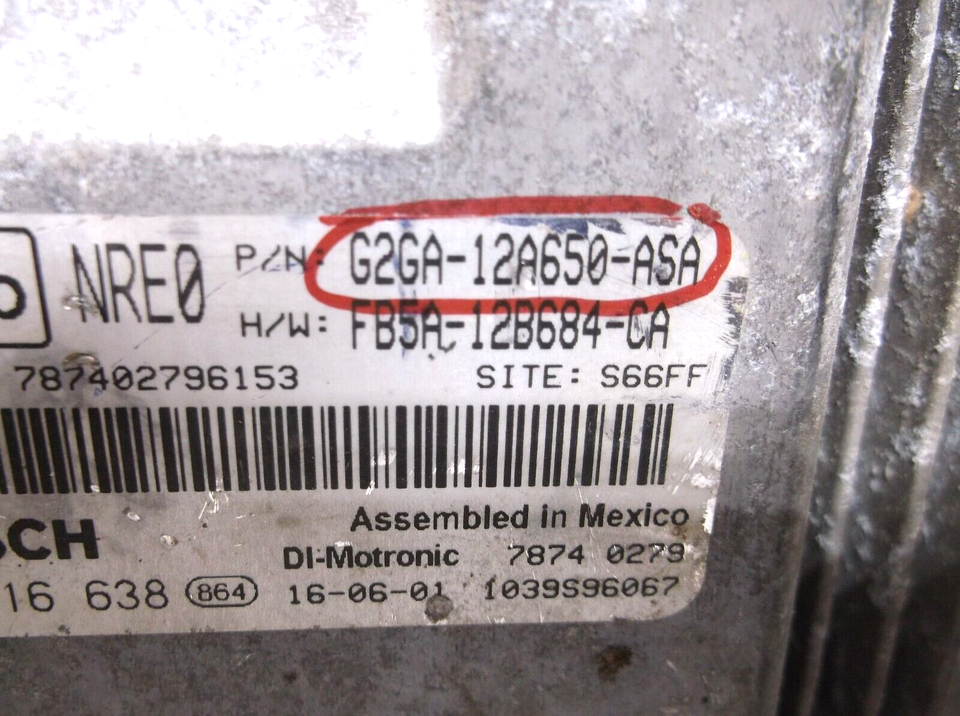 NRE0 P/N: G2GA-12A650-ASA
H/W: FB5A-12B684-CA
787402796153 SITE: S66FF
SCH Assembled in Mexico
DI-Motronic 7874 0279
16 638 864 16-06-01 1039S96067